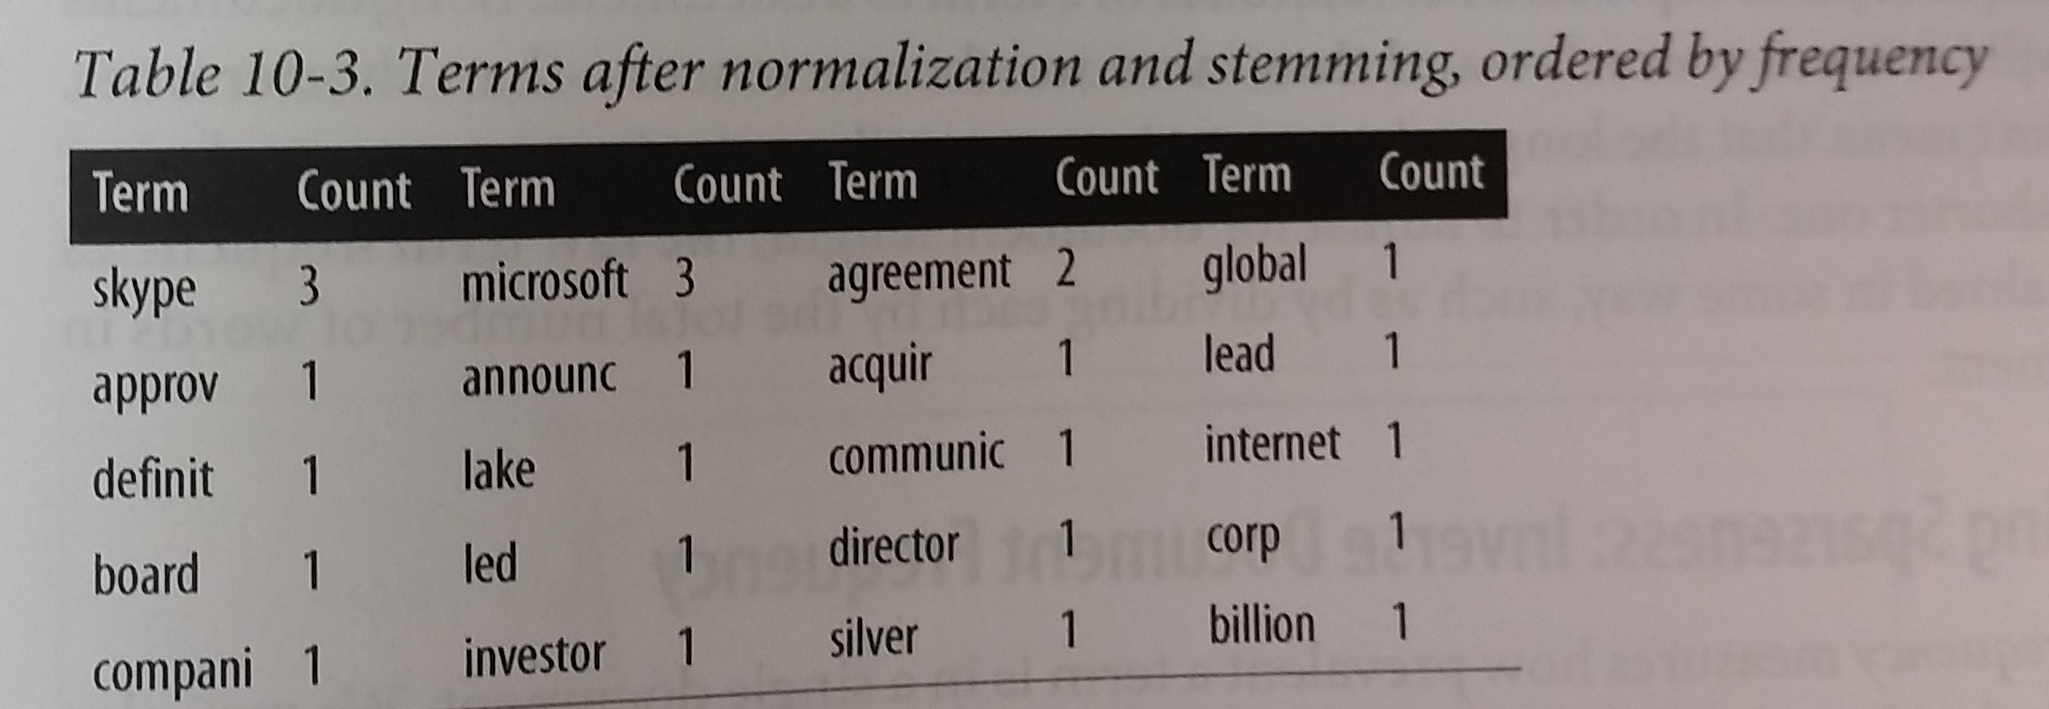 Table 10-3. Terms after normalization and stemming, ordered by frequency
Term Count Term Count Term Count Term Count
skype 3 microsoft 3 agreement 2 global 1
approv 1 announc 1 acquir 1 lead 1
definit 1 lake 1 communic 1 internet 1
board 1 led 1 director 1 corp 1
compani 1 investor 1 silver 1 billion 1